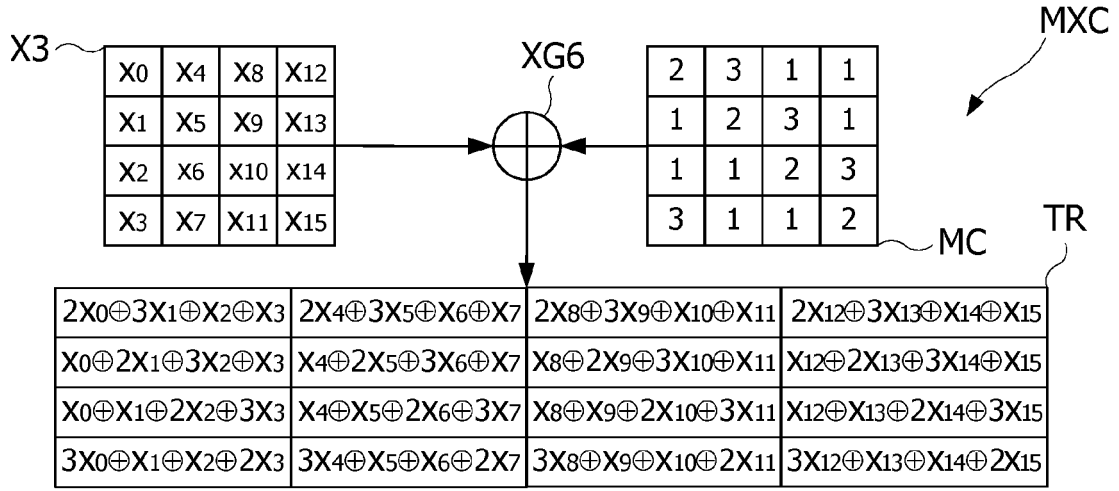 X3
XG6
MXC
X0 X4 X8 X12
X1 X5 X9 X13
X2 X6 X10 X14
X3 X7 X11 X15
2 3 1 1
1 2 3 1
1 1 2 3
3 1 1 2
MC
TR
2X0⊕3X1⊕X2⊕X3 2X4⊕3X5⊕X6⊕X7 2X8⊕3X9⊕X10⊕X11 2X12⊕3X13⊕X14⊕X15
X0⊕2X1⊕3X2⊕X3 X4⊕2X5⊕3X6⊕X7 X8⊕2X9⊕3X10⊕X11 X12⊕2X13⊕3X14⊕X15
X0⊕X1⊕2X2⊕3X3 X4⊕X5⊕2X6⊕3X7 X8⊕X9⊕2X10⊕3X11 X12⊕X13⊕2X14⊕3X15
3X0⊕X1⊕X2⊕2X3 3X4⊕X5⊕X6⊕2X7 3X8⊕X9⊕X10⊕2X11 3X12⊕X13⊕X14⊕2X15